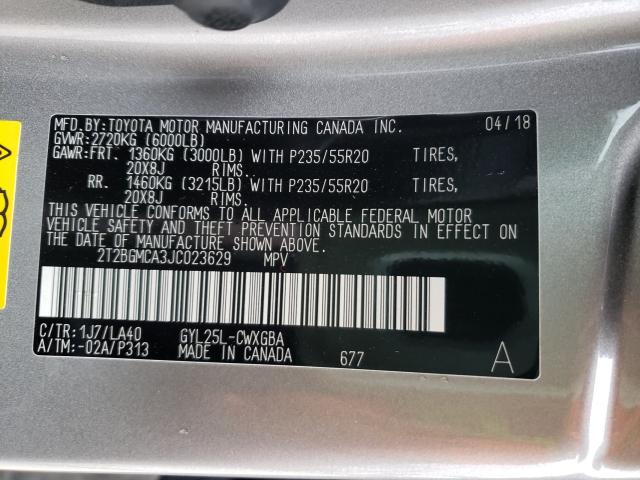 MFD.BY:TOYOTA MOTOR MANUFACTURING CANADA INC. 04/18
GVWR:2720KG (6000LB)
GAWR:FRT. 1360KG (3000LB) WITH P235/55R20 TIRES,
20X8J RIMS.
RR. 1460KG (3215LB) WITH P235/55R20 TIRES,
20X8J RIMS.
THIS VEHICLE CONFORMS TO ALL APPLICABLE FEDERAL MOTOR
VEHICLE SAFETY AND THEFT PREVENTION STANDARDS IN EFFECT ON
THE DATE OF MANUFACTURE SHOWN ABOVE.
2T2BGMCA3JC023629 MPV
C/TR:1J7/LA40 GYL25L-CWXGBA
A/TM:-02A/P313 MADE IN CANADA 677 A